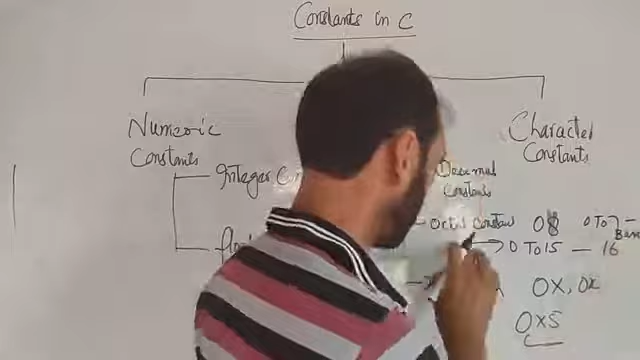 Constants in C
Numeric
Constants
Character
Constants
Integer
Decimal
Constants
Octal Constant 0 0 To 7 -
Base
0 To 15 - 16
0X, 0x
0X5